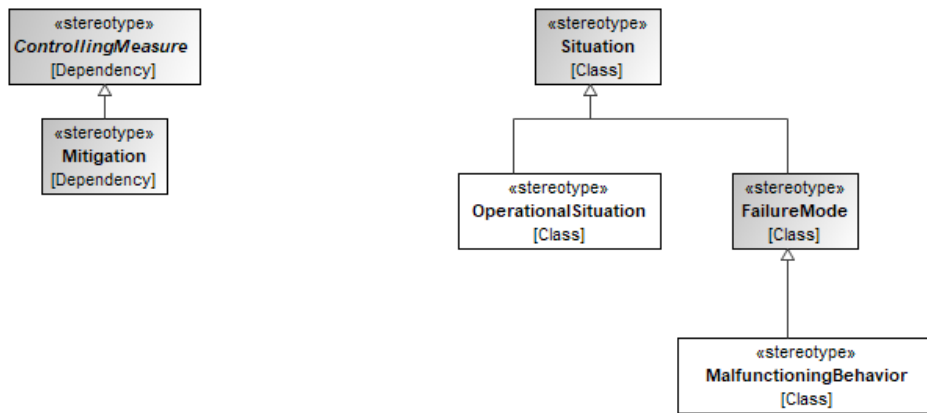 «stereotype»
ControllingMeasure
[Dependency]
«stereotype»
Mitigation
[Dependency]
«stereotype»
Situation
[Class]
«stereotype»
OperationalSituation
[Class]
«stereotype»
FailureMode
[Class]
«stereotype»
MalfunctioningBehavior
[Class]